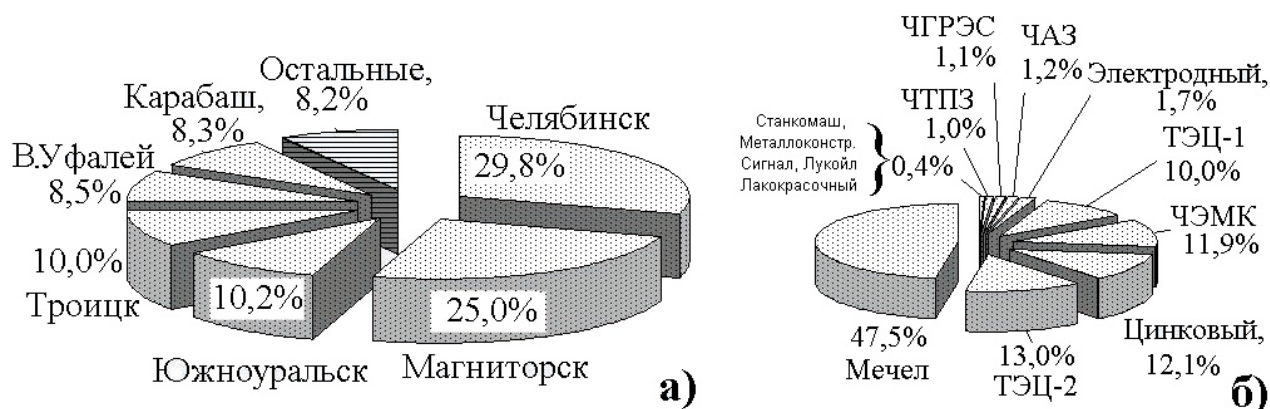 Остальные,
8,2%
Карабаш,
8,3%
В.Уфалей
8,5%
10,0%
Троицк
10,2%
Южноуральск
25,0%
Магниторск
Челябинск
29,8%
а)
ЧГРЭС
1,1%
ЧАЗ
1,2%
Электродный,
1,7%
ЧТПЗ
1,0%
Станкомаш,
Металлоконстр.
Сигнал, Лукойл
Лакокрасочный
0,4%
ТЭЦ-1
10,0%
ЧЭМК
11,9%
Цинковый,
12,1%
13,0%
ТЭЦ-2
47,5%
Мечел
б)